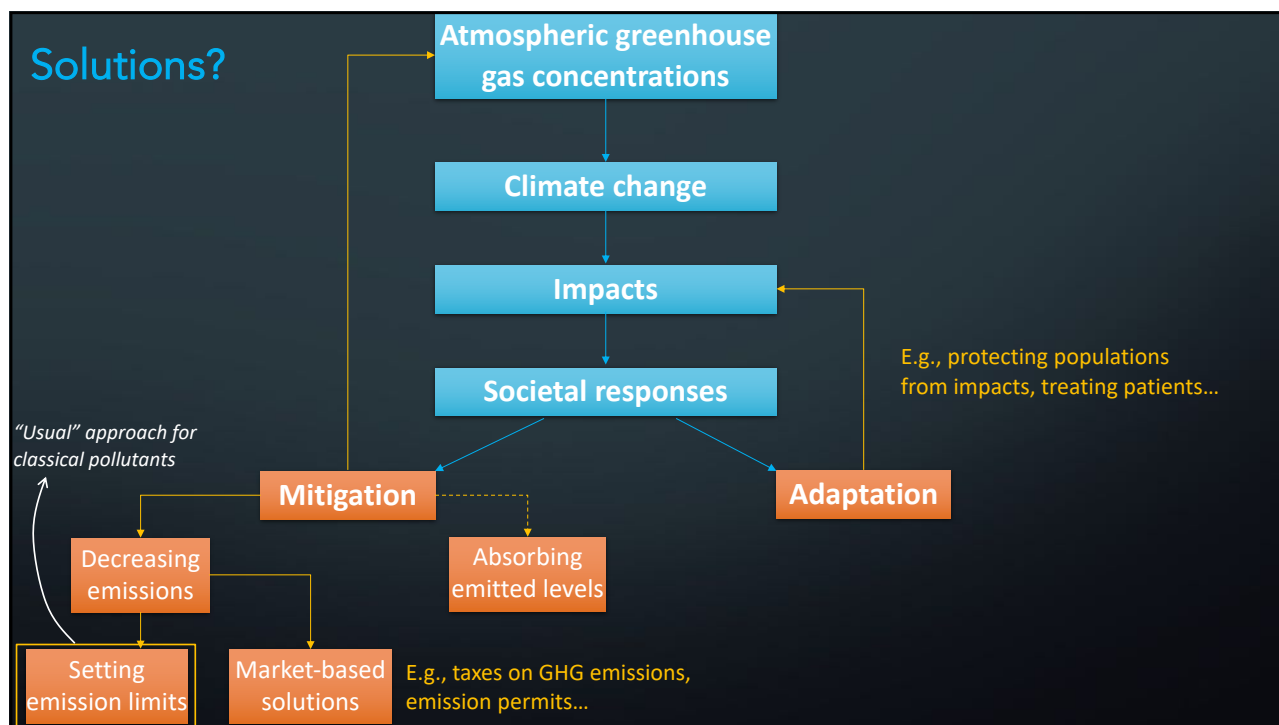 Solutions?
Atmospheric greenhouse
gas concentrations
Climate change
Impacts
E.g., protecting populations
from impacts, treating patients…
Societal responses
“Usual” approach for
classical pollutants
Mitigation
Adaptation
Decreasing
emissions
Absorbing
emitted levels
Setting
emission limits
Market-based
solutions
E.g., taxes on GHG emissions,
emission permits…